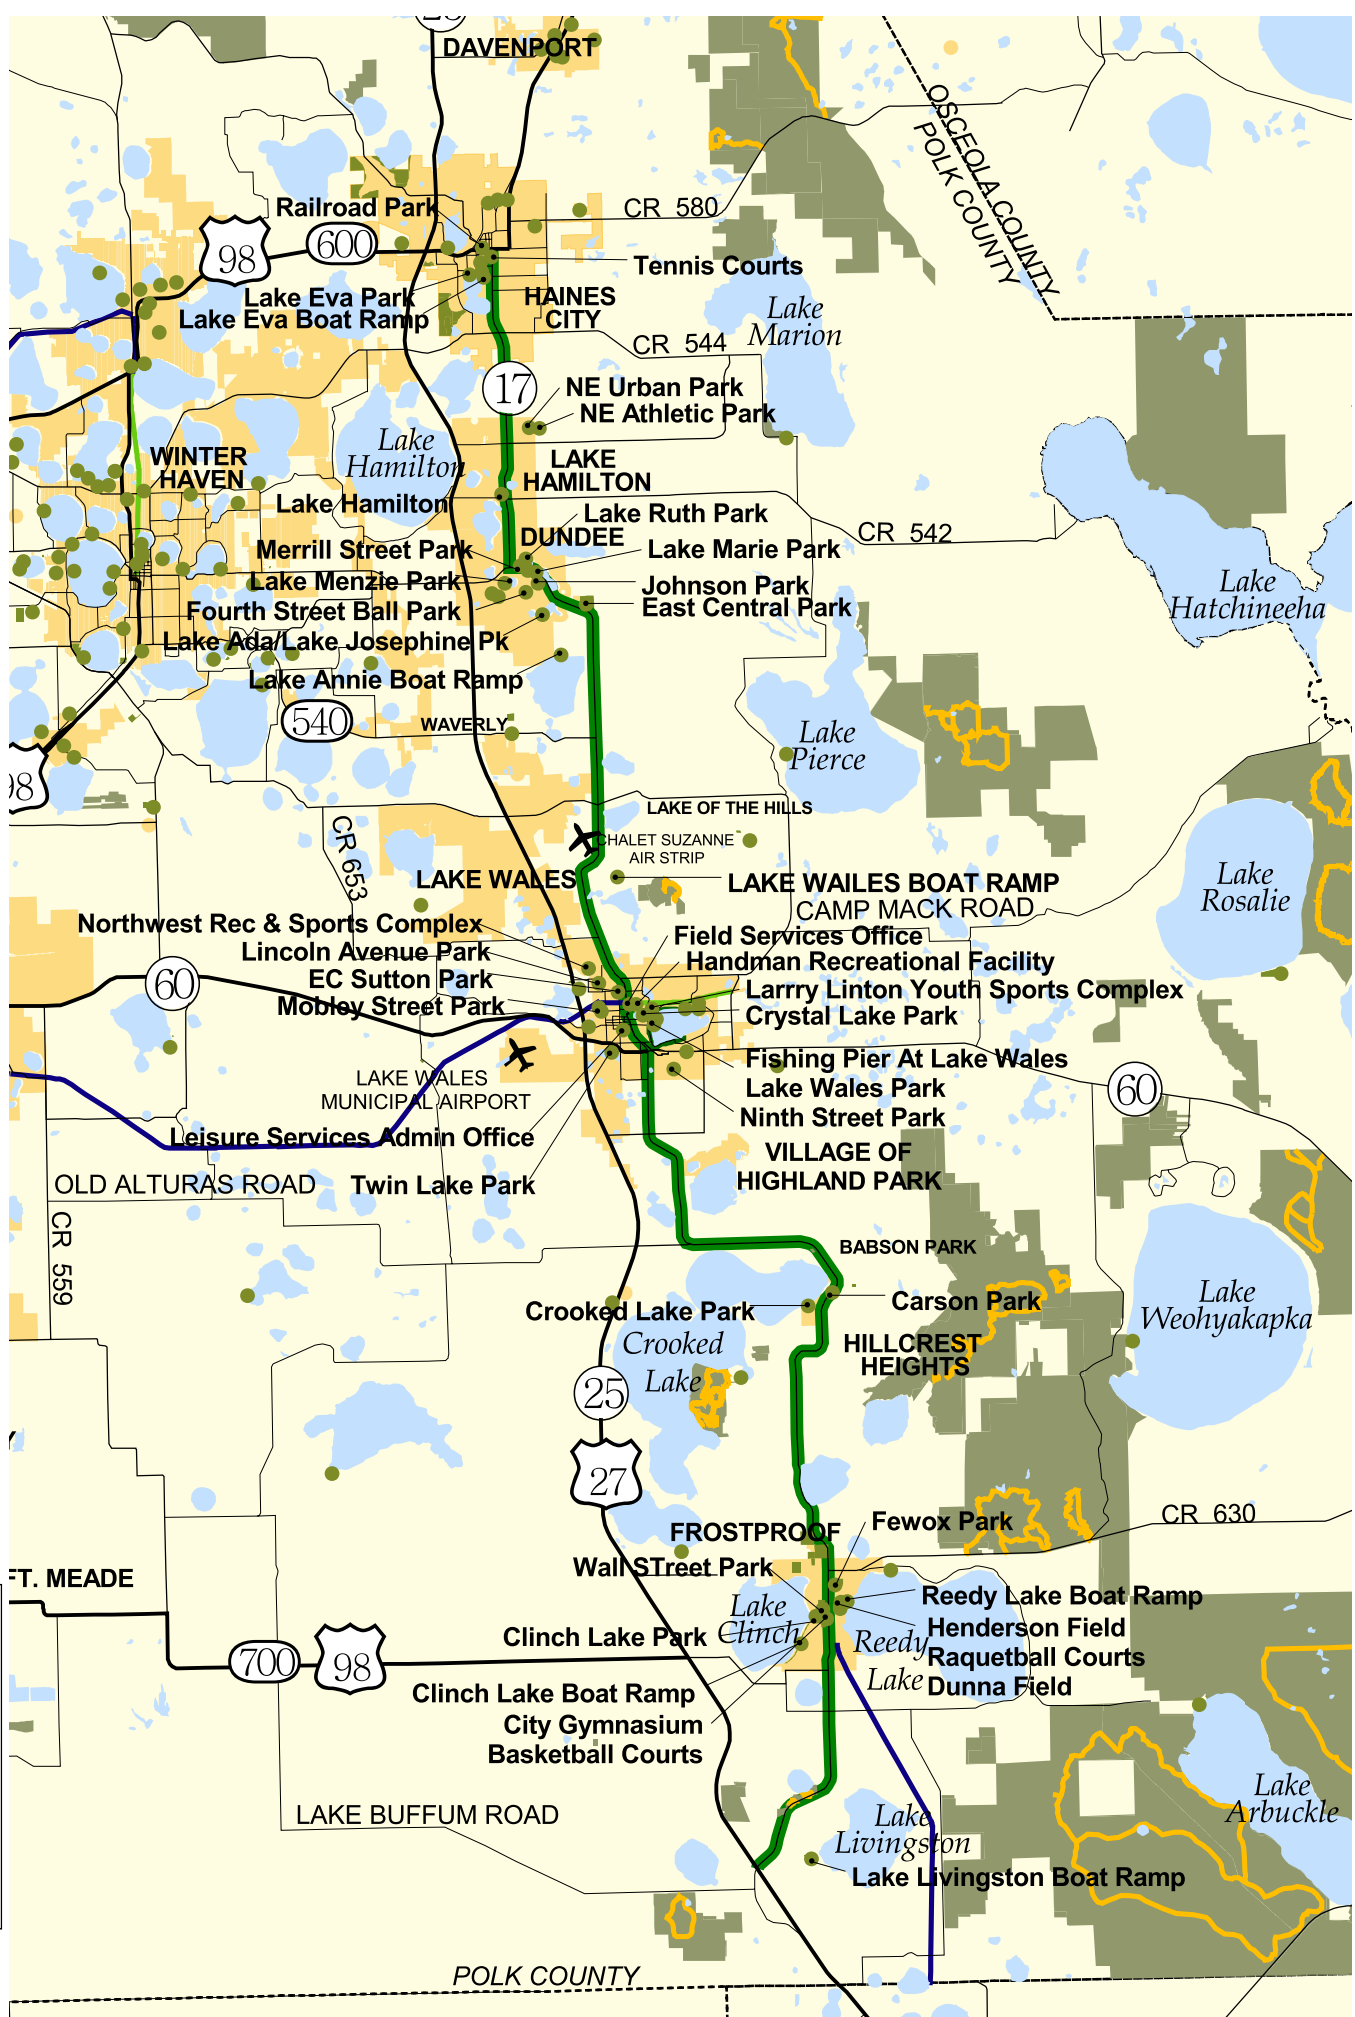 DAVENPORT
OSCEOLA COUNTY
POLK COUNTY
Railroad Park
CR 580
98
600
Tennis Courts
Lake Eva Park
HAINES
CITY
Lake Eva Boat Ramp
Lake
Marion
CR 544
17
NE Urban Park
NE Athletic Park
Lake
Hamilton
WINTER
HAVEN
LAKE
HAMILTON
Lake Hamilton
Lake Ruth Park
CR 542
DUNDEE
Merrill Street Park
Lake Marie Park
Lake Menzie Park
Johnson Park
Lake
Hatchineeha
Fourth Street Ball Park
East Central Park
Lake Ada/Lake Josephine Pk
Lake Annie Boat Ramp
540
WAVERLY
Lake
Pierce
98
LAKE OF THE HILLS
CR 653
CHALET SUZANNE
AIR STRIP
LAKE WALES
LAKE WAILES BOAT RAMP
CAMP MACK ROAD
Lake
Rosalie
Northwest Rec & Sports Complex
Field Services Office
Lincoln Avenue Park
Handman Recreational Facility
EC Sutton Park
60
Larrry Linton Youth Sports Complex
Mobley Street Park
Crystal Lake Park
Fishing Pier At Lake Wales
LAKE WALES
MUNICIPAL AIRPORT
Lake Wales Park
60
Ninth Street Park
Leisure Services Admin Office
VILLAGE OF
HIGHLAND PARK
OLD ALTURAS ROAD
Twin Lake Park
CR 559
BABSON PARK
Crooked Lake Park
Carson Park
Lake
Weohyakapka
Crooked
Lake
HILLCREST
HEIGHTS
25
27
FROSTPROOF
Fewox Park
CR 630
Wall STreet Park
FT. MEADE
Lake
Clinch
Reedy Lake Boat Ramp
Henderson Field
Clinch Lake Park
Reedy
Lake
Raquetball Courts
700
98
Dunna Field
Clinch Lake Boat Ramp
City Gymnasium
Basketball Courts
LAKE BUFFUM ROAD
Lake
Livingston
Lake
Arbuckle
Lake Livingston Boat Ramp
POLK COUNTY